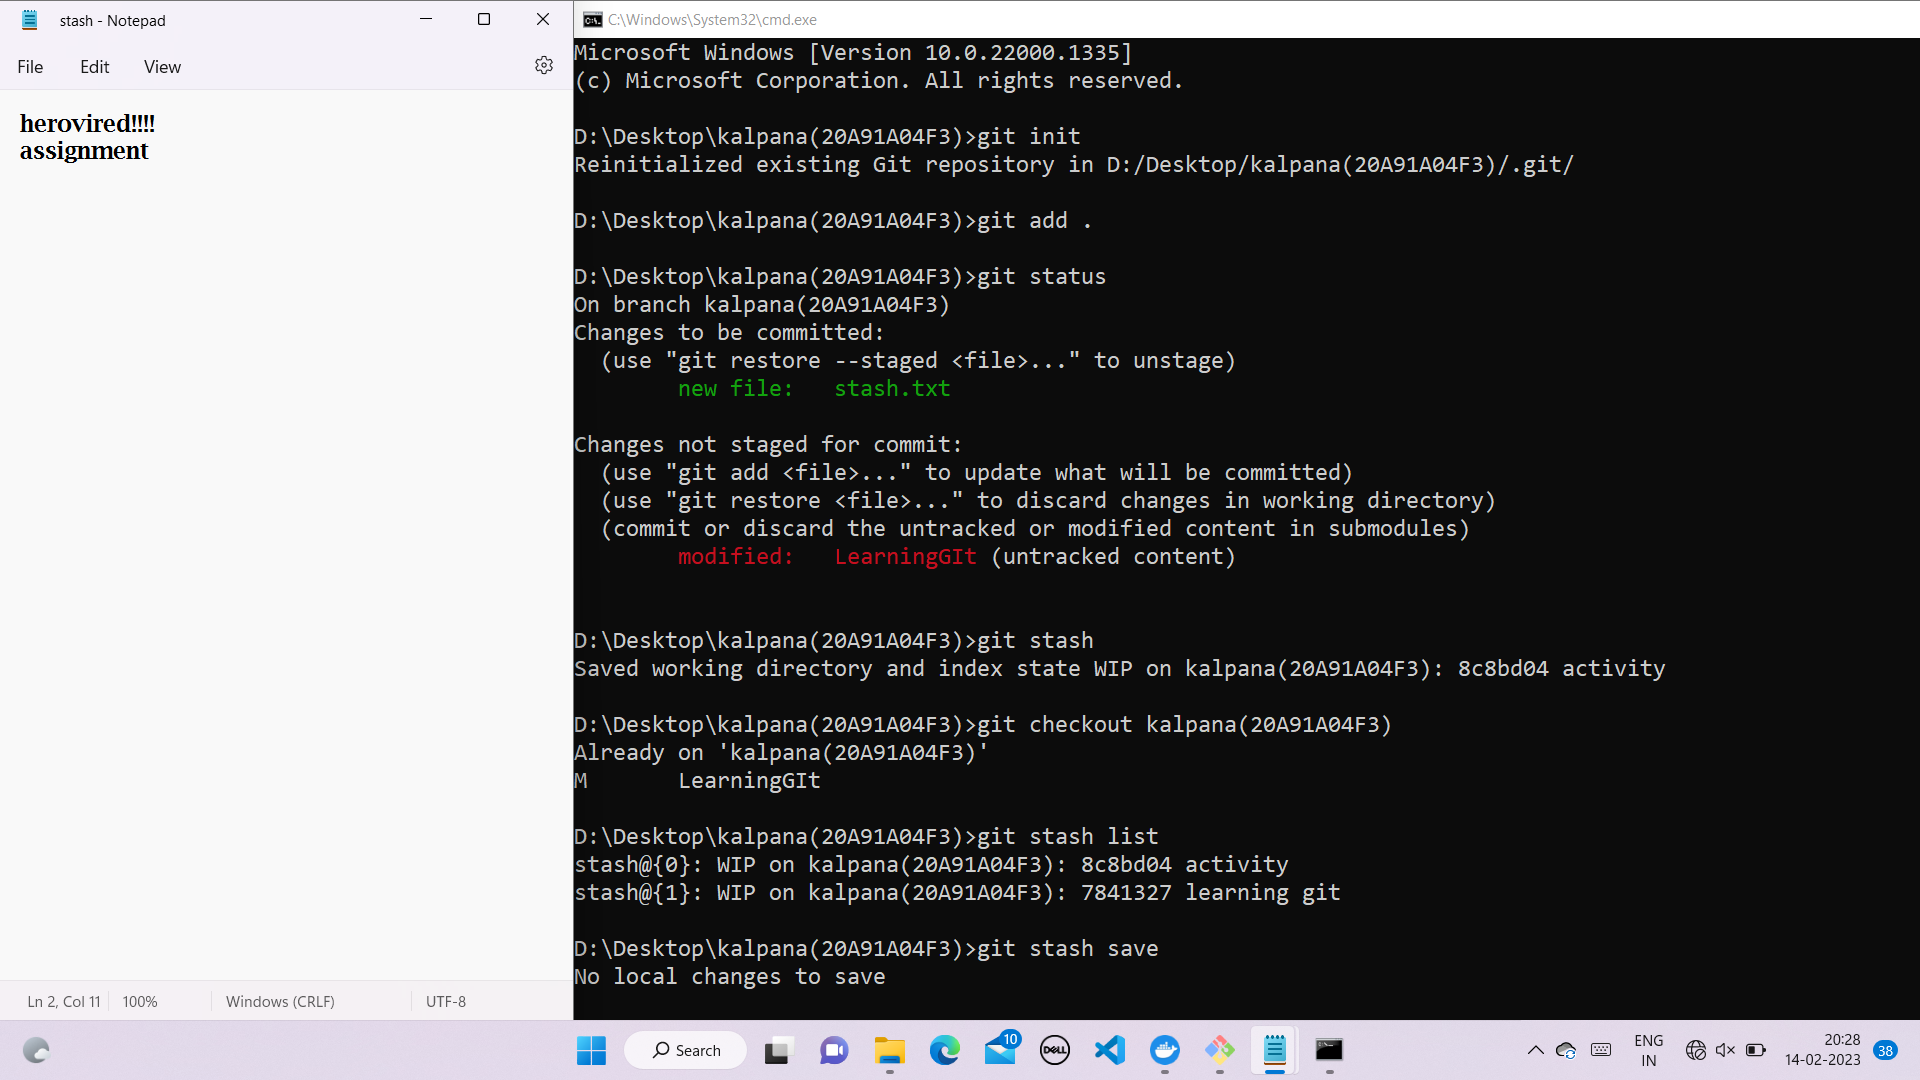 stash - Notepad
File Edit View
herovired!!!!
assignment
Ln 2, Col 11 100% Windows (CRLF) UTF-8
C:\Windows\System32\cmd.exe
Microsoft Windows [Version 10.0.22000.1335]
(c) Microsoft Corporation. All rights reserved.
D:\Desktop\kalpana(20A91A04F3)>git init
Reinitialized existing Git repository in D:/Desktop/kalpana(20A91A04F3)/.git/
D:\Desktop\kalpana(20A91A04F3)>git add .
D:\Desktop\kalpana(20A91A04F3)>git status
On branch kalpana(20A91A04F3)
Changes to be committed:
  (use "git restore --staged <file>..." to unstage)
        new file:   stash.txt
Changes not staged for commit:
  (use "git add <file>..." to update what will be committed)
  (use "git restore <file>..." to discard changes in working directory)
  (commit or discard the untracked or modified content in submodules)
        modified:   LearningGIt (untracked content)
D:\Desktop\kalpana(20A91A04F3)>git stash
Saved working directory and index state WIP on kalpana(20A91A04F3): 8c8bd04 activity
D:\Desktop\kalpana(20A91A04F3)>git checkout kalpana(20A91A04F3)
Already on 'kalpana(20A91A04F3)'
M       LearningGIt
D:\Desktop\kalpana(20A91A04F3)>git stash list
stash@{0}: WIP on kalpana(20A91A04F3): 8c8bd04 activity
stash@{1}: WIP on kalpana(20A91A04F3): 7841327 learning git
D:\Desktop\kalpana(20A91A04F3)>git stash save
No local changes to save
Search
10
DELL
ENG
IN
20:28
14-02-2023
38